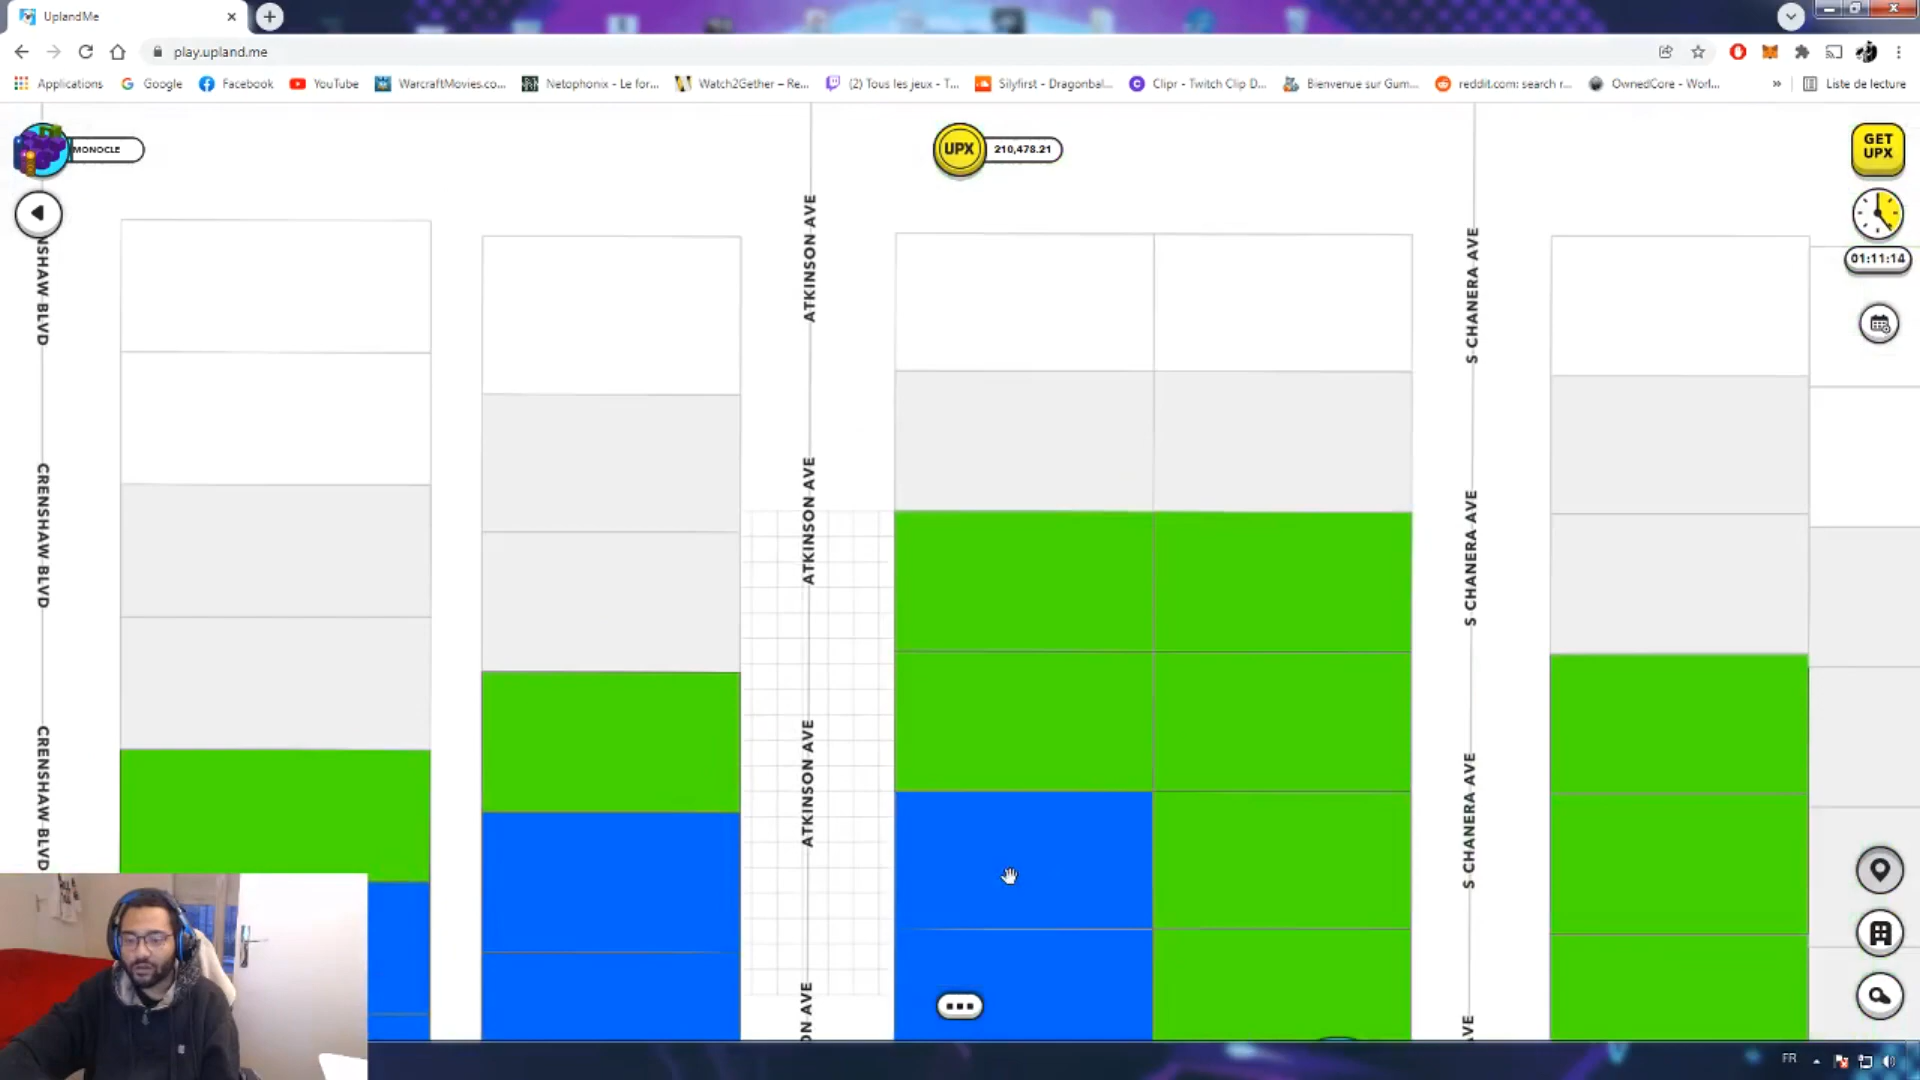 UplandMe
play.upland.me
Applications
Google
Facebook
YouTube
WarcraftMovies.co...
Netophonix - Le for...
Watch2Gether - Re...
(2) Tous les jeux - T...
Silyfirst - Dragonbal...
Clipr - Twitch Clip D...
Bienvenue sur Gum...
reddit.com: search r...
OwnedCore - Worl...
»
Liste de lecture
MONOCLE
UPX
210,478.21
GET
UPX
01:11:14
NSHAW BLVD
CRENSHAW BLVD
CRENSHAW BLVD
ATKINSON AVE
ATKINSON AVE
ATKINSON AVE
ON AVE
S CHANERA AVE
S CHANERA AVE
S CHANERA AVE
AVE
FR